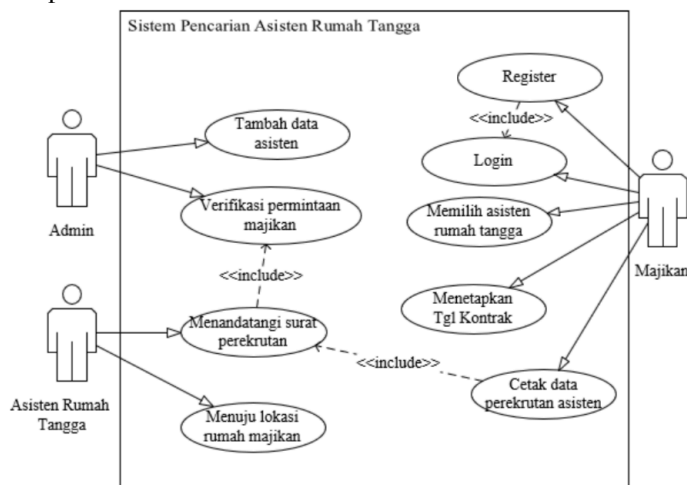 Sistem Pencarian Asisten Rumah Tangga
Register
<<include>>
Tambah data
asisten
Login
Verifikasi permintaan
majikan
Memilih asisten
rumah tangga
Admin
Majikan
<<include>>
Menetapkan
Tgl Kontrak
Menandatangi surat
perekrutan
<<include>>
Cetak data
perekrutan asisten
Asisten Rumah
Tangga
Menuju lokasi
rumah majikan